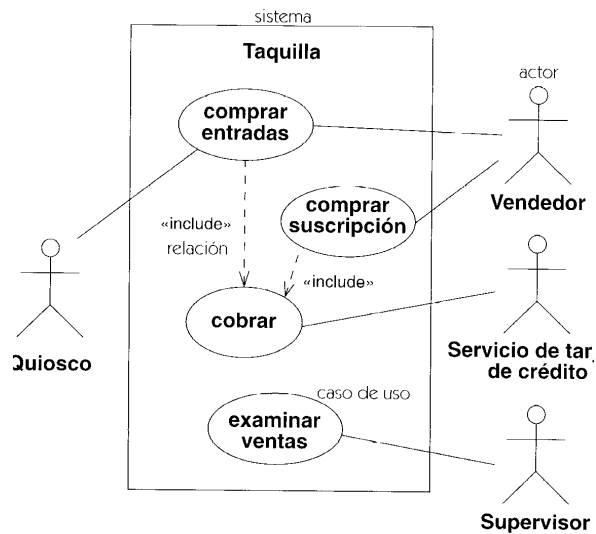 sistema
Taquilla
actor
comprar
entradas
Vendedor
comprar
suscripción
«include»
relación
«include»
cobrar
Quiosco
Servicio de tarj
de crédito
caso de uso
examinar
ventas
Supervisor